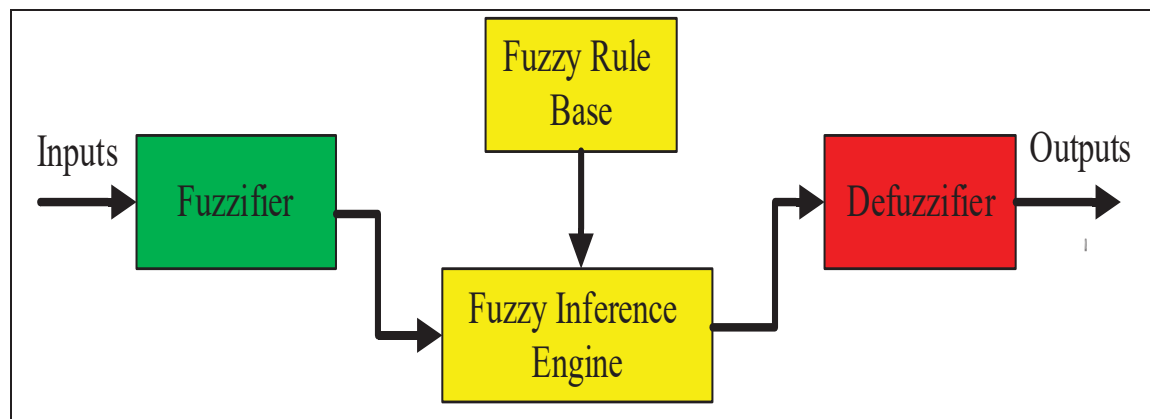 Fuzzy Rule
Base
Inputs
Fuzzifier
Defuzzifier
Outputs
Fuzzy Inference
Engine